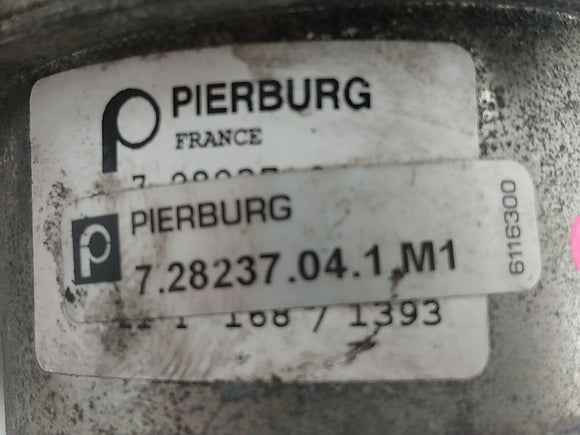 PIERBURG
FRANCE
PIERBURG
7.28237.04.1.M1
6116300
168 / 1393